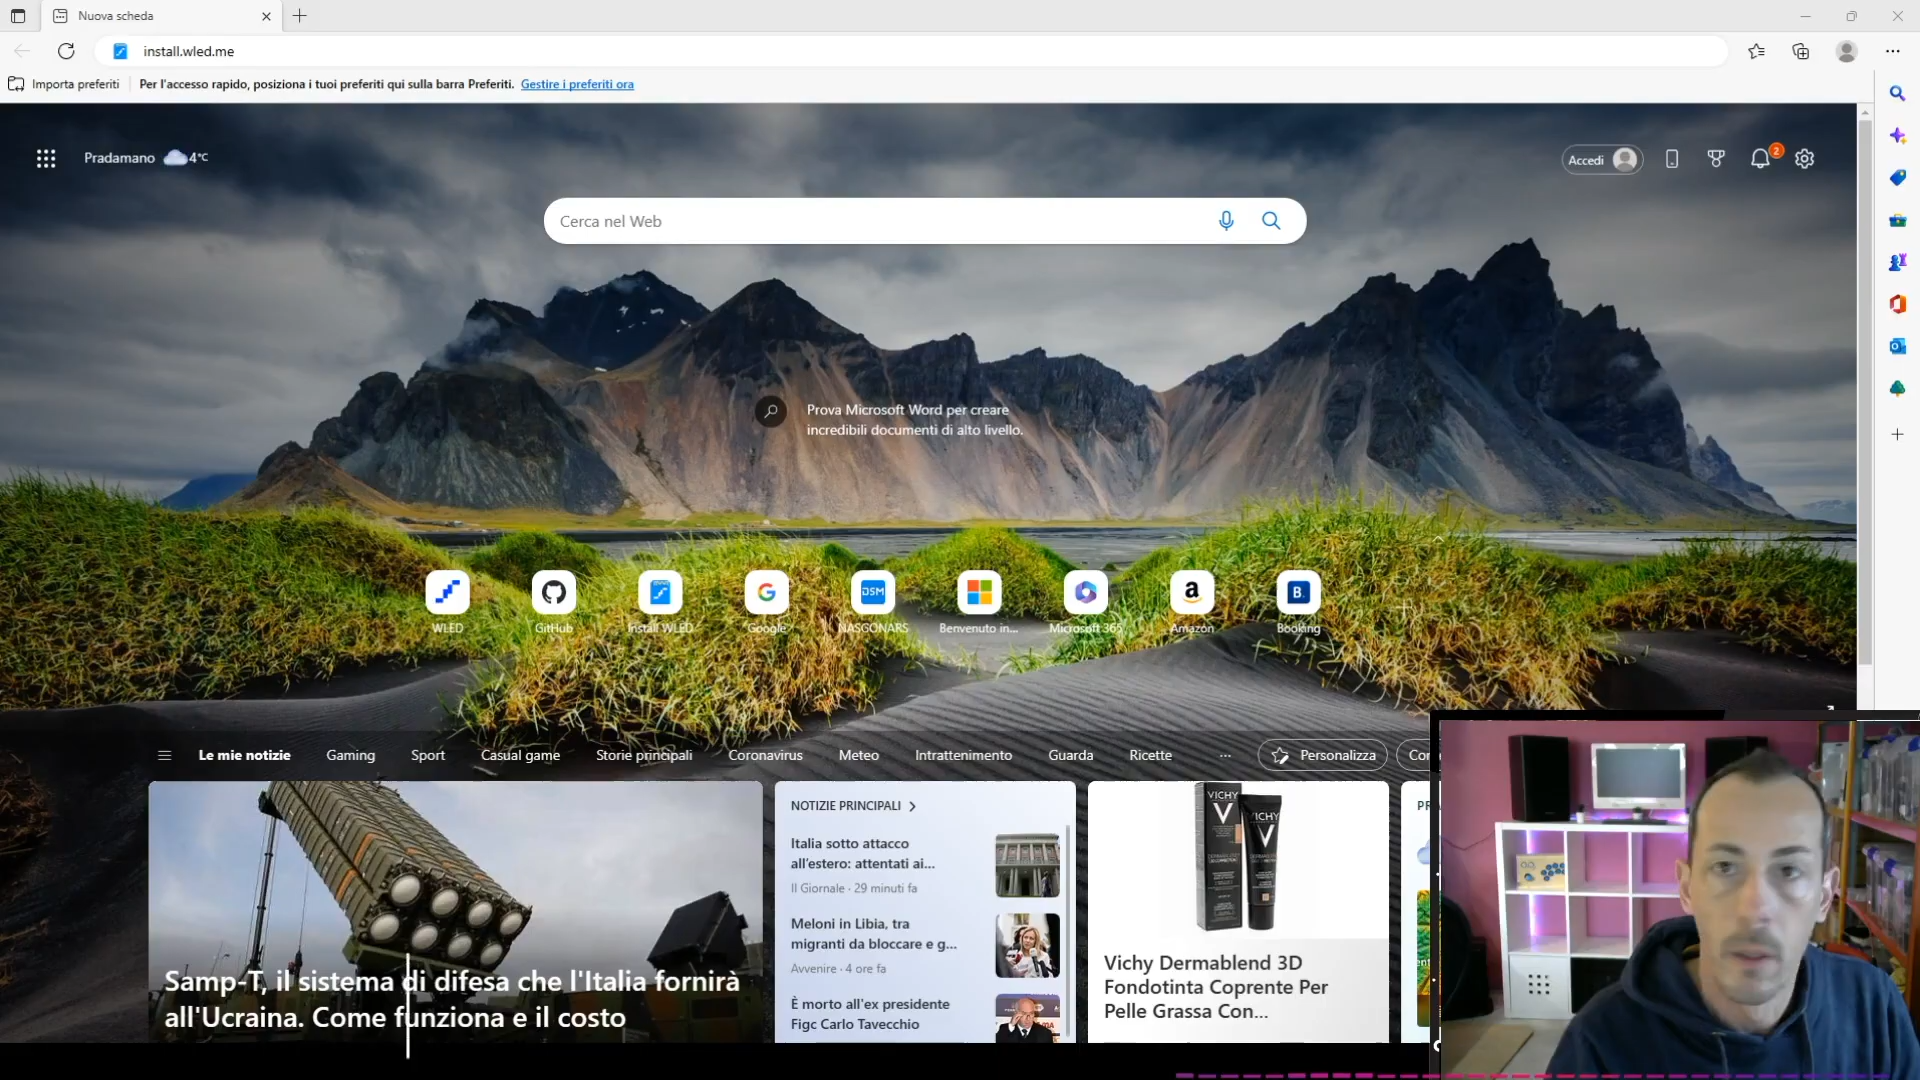 Nuova scheda
install.wled.me
Importa preferiti
Per l'accesso rapido, posiziona i tuoi preferiti qui sulla barra Preferiti. Gestire i preferiti ora
Pradamano 4°C
Accedi
2
Cerca nel Web
Prova Microsoft Word per creare
incredibili documenti di alto livello.
WLED
GitHub
Install WLED
Google
DSM
NASGONARS
Benvenuto in...
Microsoft 365
a
Amazon
B.
Booking
Le mie notizie
Gaming
Sport
Casual game
Storie principali
Coronavirus
Meteo
Intrattenimento
Guarda
Ricette
Personalizza
Samp-T, il sistema di difesa che l'Italia fornirà
all'Ucraina. Come funziona e il costo
NOTIZIE PRINCIPALI
Italia sotto attacco
all'estero: attentati ai...
Il Giornale · 29 minuti fa
Meloni in Libia, tra
migranti da bloccare e g...
Avvenire · 4 ore fa
È morto all'ex presidente
Figc Carlo Tavecchio
VICHY
VICHY
Vichy Dermablend 3D
Fondotinta Coprente Per
Pelle Grassa Con...